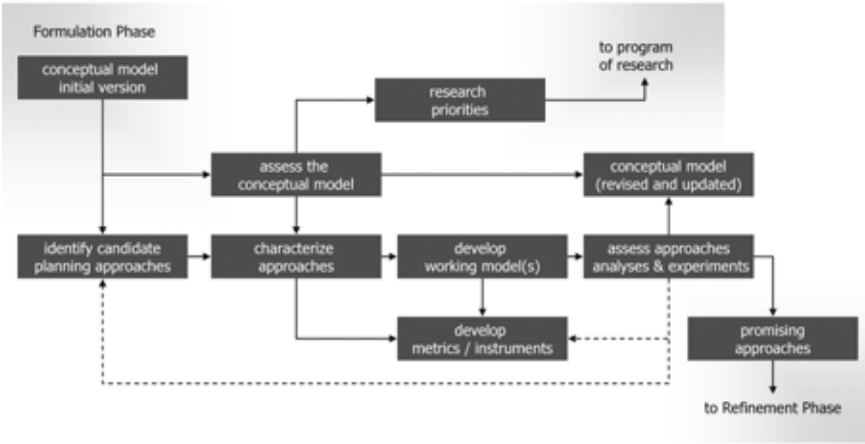 Formulation Phase
conceptual model
initial version
to program
of research
research
priorities
assess the
conceptual model
conceptual model
(revised and updated)
identify candidate
planning approaches
characterize
approaches
develop
working model(s)
assess approaches
analyses & experiments
develop
metrics / instruments
promising
approaches
to Refinement Phase